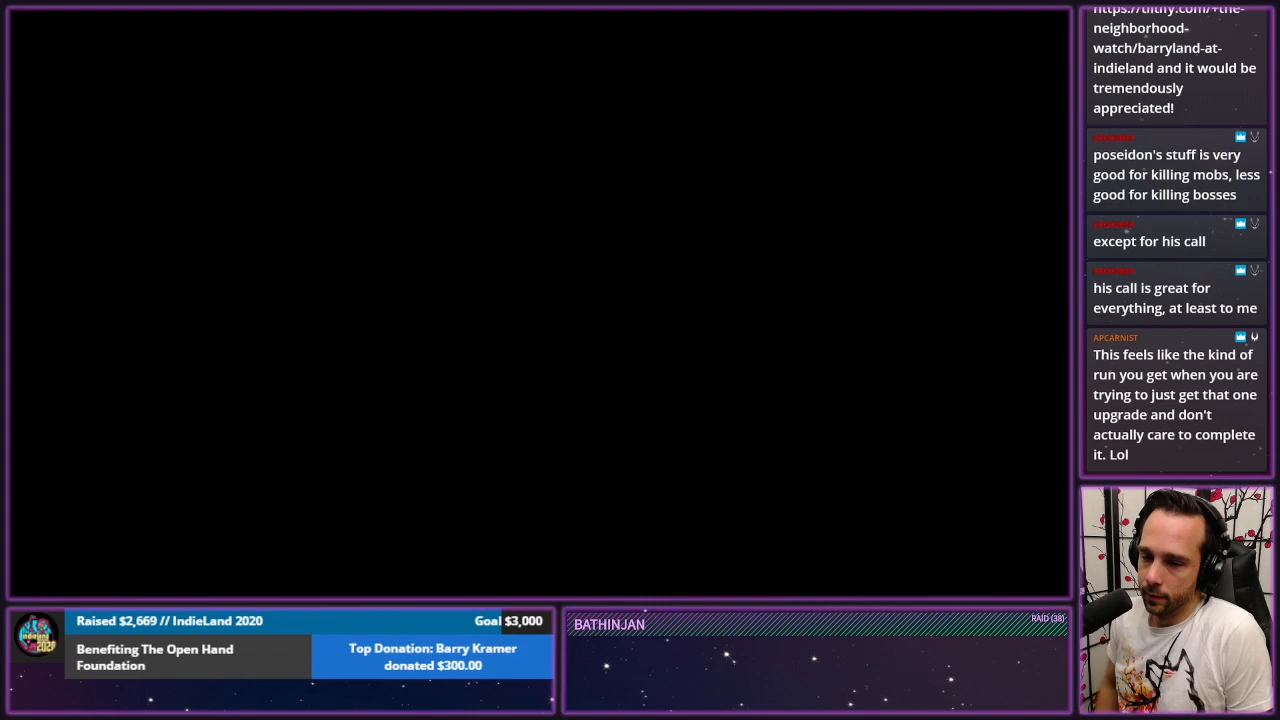 https://tiltify.com/+the-
neighborhood-
watch/barryland-at-
indieland and it would be
tremendously
appreciated!
poseidon's stuff is very
good for killing mobs, less
good for killing bosses
except for his call
his call is great for
everything, at least to me
APCARNIST
This feels like the kind of
run you get when you are
trying to just get that one
upgrade and don't
actually care to complete
it. Lol
Raised $2,669 // IndieLand 2020
Goal $3,000
Benefiting The Open Hand
Foundation
Top Donation: Barry Kramer
donated $300.00
BATHINJAN
RAID (38)